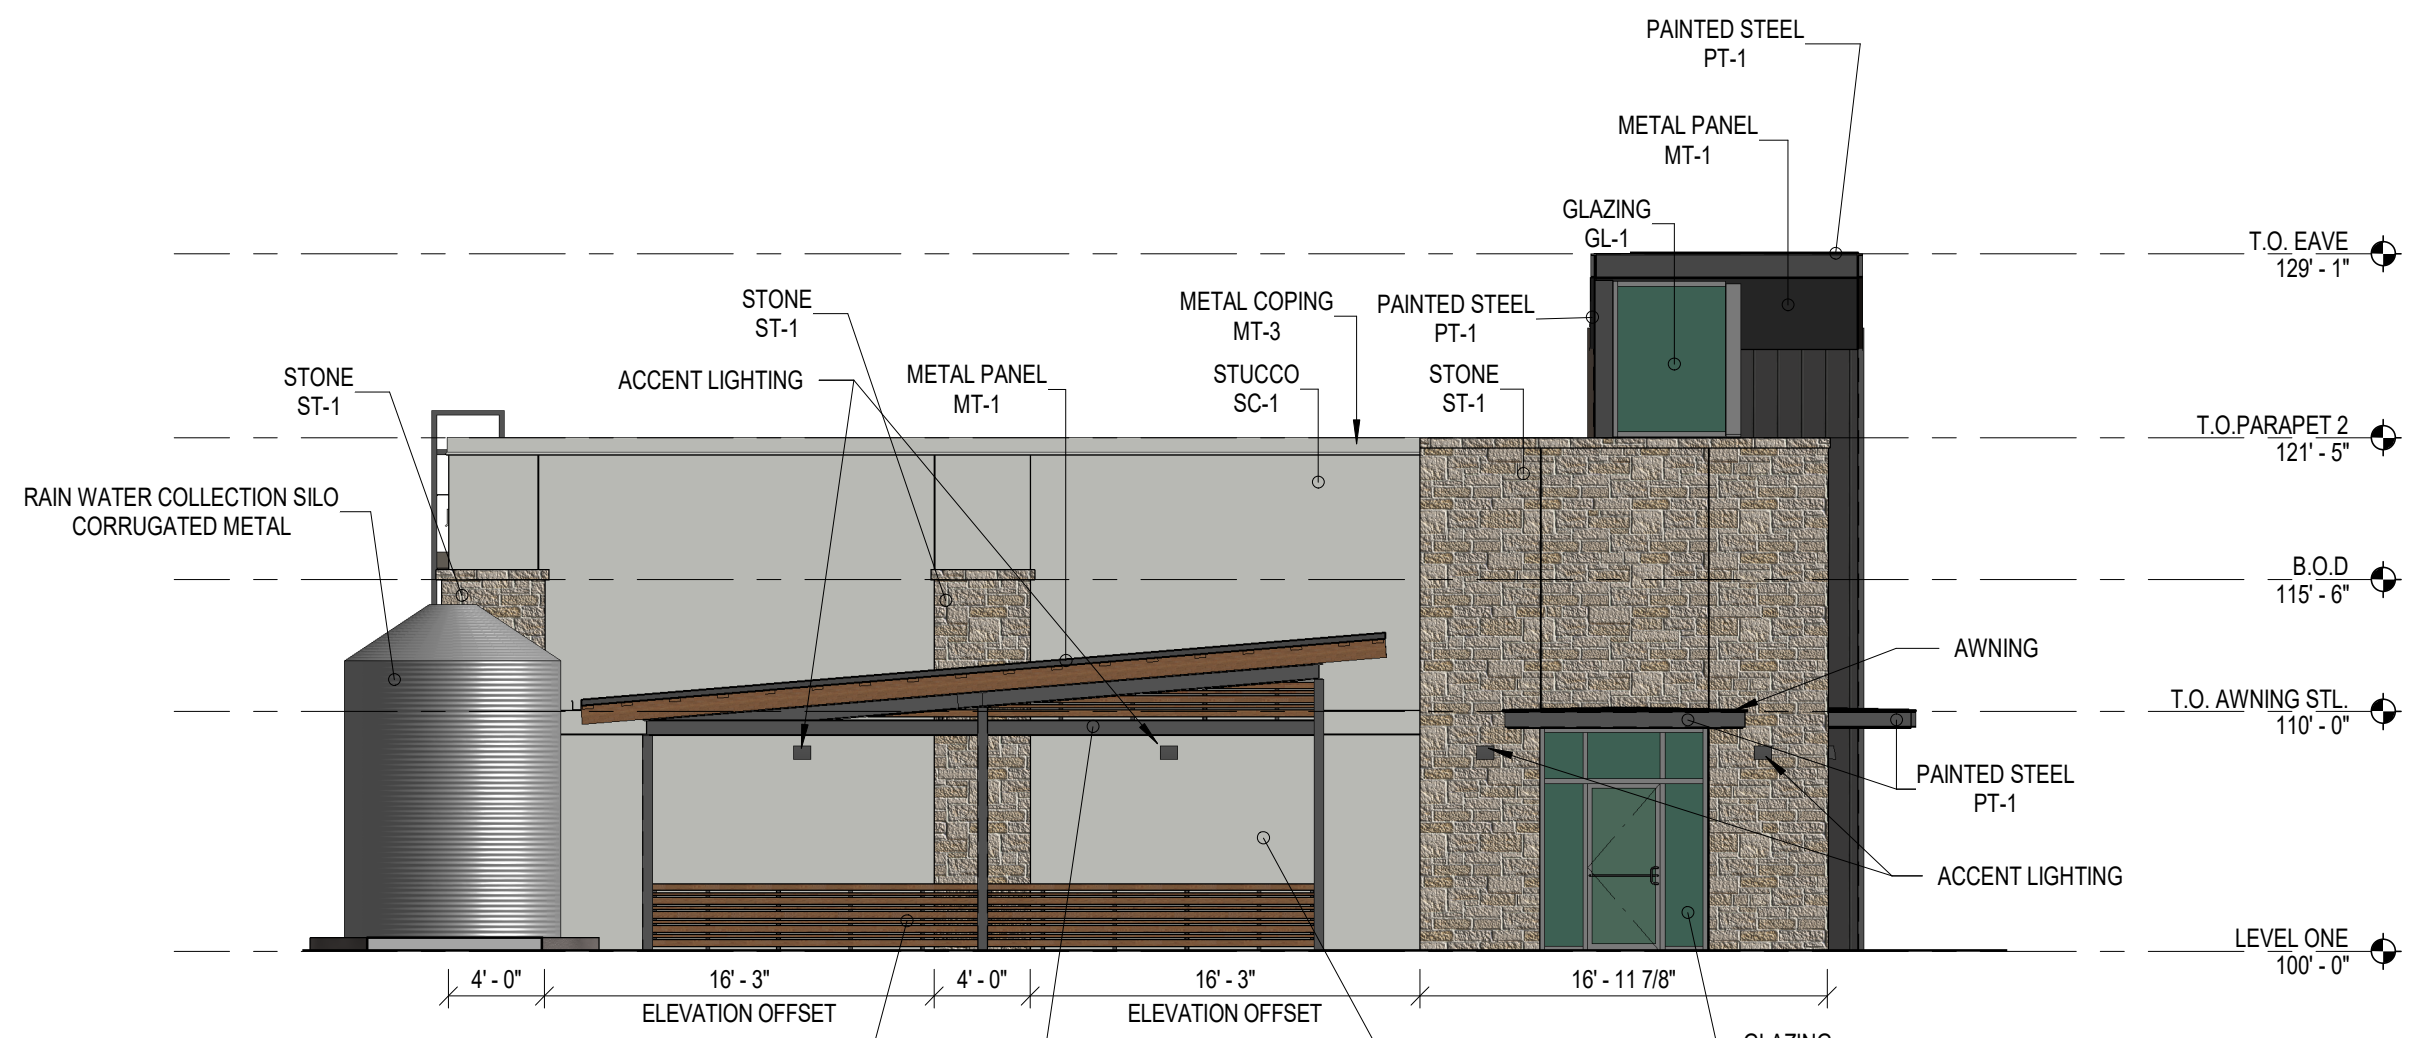 PAINTED STEEL
PT-1
METAL PANEL
MT-1
GLAZING
GL-1
T.O. EAVE
129' - 1"
STONE
ST-1
METAL COPING
MT-3
PAINTED STEEL
PT-1
STONE
ST-1
ACCENT LIGHTING
METAL PANEL
MT-1
STUCCO
SC-1
STONE
ST-1
T.O.PARAPET 2
121' - 5"
RAIN WATER COLLECTION SILO
CORRUGATED METAL
B.O.D
115' - 6"
AWNING
T.O. AWNING STL.
110' - 0"
PAINTED STEEL
PT-1
ACCENT LIGHTING
LEVEL ONE
100' - 0"
4' - 0"
16' - 3"
4' - 0"
16' - 3"
16' - 11 7/8"
ELEVATION OFFSET
ELEVATION OFFSET
GLAZING